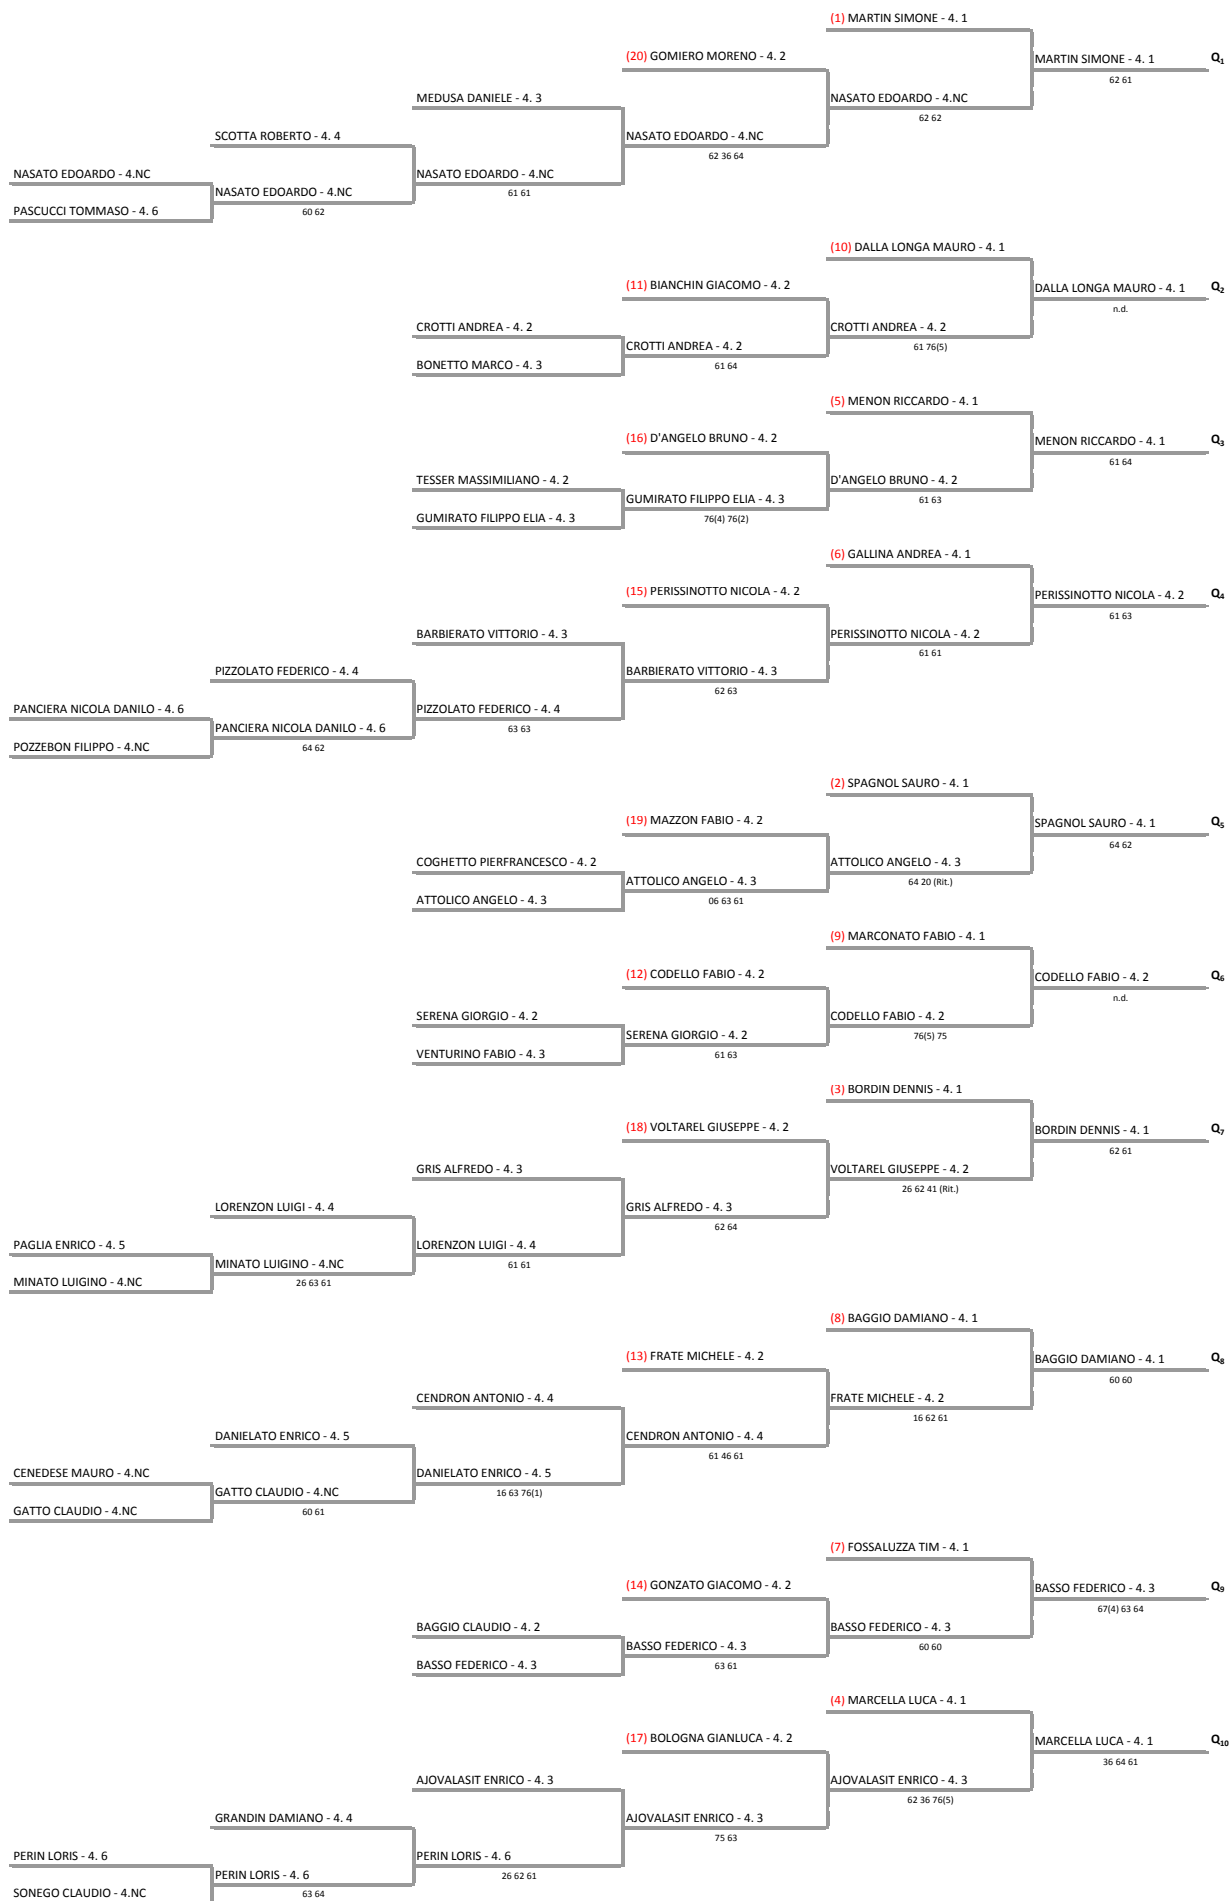 (1) MARTIN SIMONE - 4. 1
(20) GOMIERO MORENO - 4. 2
MARTIN SIMONE - 4. 1
Q1
62 61
MEDUSA DANIELE - 4. 3
NASATO EDOARDO - 4.NC
62 62
SCOTTA ROBERTO - 4. 4
NASATO EDOARDO - 4.NC
62 36 64
NASATO EDOARDO - 4.NC
NASATO EDOARDO - 4.NC
61 61
NASATO EDOARDO - 4.NC
60 62
PASCUCCI TOMMASO - 4. 6
(10) DALLA LONGA MAURO - 4. 1
(11) BIANCHIN GIACOMO - 4. 2
DALLA LONGA MAURO - 4. 1
Q2
n.d.
CROTTI ANDREA - 4. 2
CROTTI ANDREA - 4. 2
61 76(5)
CROTTI ANDREA - 4. 2
61 64
BONETTO MARCO - 4. 3
(5) MENON RICCARDO - 4. 1
(16) D'ANGELO BRUNO - 4. 2
MENON RICCARDO - 4. 1
Q3
61 64
TESSER MASSIMILIANO - 4. 2
D'ANGELO BRUNO - 4. 2
61 63
GUMIRATO FILIPPO ELIA - 4. 3
76(4) 76(2)
GUMIRATO FILIPPO ELIA - 4. 3
(6) GALLINA ANDREA - 4. 1
(15) PERISSINOTTO NICOLA - 4. 2
PERISSINOTTO NICOLA - 4. 2
Q4
61 63
BARBIERATO VITTORIO - 4. 3
PERISSINOTTO NICOLA - 4. 2
61 61
PIZZOLATO FEDERICO - 4. 4
BARBIERATO VITTORIO - 4. 3
62 63
PANCIERA NICOLA DANILO - 4. 6
PIZZOLATO FEDERICO - 4. 4
63 63
PANCIERA NICOLA DANILO - 4. 6
64 62
POZZEBON FILIPPO - 4.NC
(2) SPAGNOL SAURO - 4. 1
(19) MAZZON FABIO - 4. 2
SPAGNOL SAURO - 4. 1
Q5
64 62
COGHETTO PIERFRANCESCO - 4. 2
ATTOLICO ANGELO - 4. 3
64 20 (Rit.)
ATTOLICO ANGELO - 4. 3
06 63 61
ATTOLICO ANGELO - 4. 3
(9) MARCONATO FABIO - 4. 1
(12) CODELLO FABIO - 4. 2
CODELLO FABIO - 4. 2
Q6
n.d.
SERENA GIORGIO - 4. 2
CODELLO FABIO - 4. 2
76(5) 75
SERENA GIORGIO - 4. 2
61 63
VENTURINO FABIO - 4. 3
(3) BORDIN DENNIS - 4. 1
(18) VOLTAREL GIUSEPPE - 4. 2
BORDIN DENNIS - 4. 1
Q7
62 61
GRIS ALFREDO - 4. 3
VOLTAREL GIUSEPPE - 4. 2
26 62 41 (Rit.)
LORENZON LUIGI - 4. 4
GRIS ALFREDO - 4. 3
62 64
PAGLIA ENRICO - 4. 5
LORENZON LUIGI - 4. 4
61 61
MINATO LUIGINO - 4.NC
26 63 61
MINATO LUIGINO - 4.NC
(8) BAGGIO DAMIANO - 4. 1
(13) FRATE MICHELE - 4. 2
BAGGIO DAMIANO - 4. 1
Q8
60 60
CENDRON ANTONIO - 4. 4
FRATE MICHELE - 4. 2
16 62 61
DANIELATO ENRICO - 4. 5
CENDRON ANTONIO - 4. 4
61 46 61
CENEDESE MAURO - 4.NC
DANIELATO ENRICO - 4. 5
16 63 76(1)
GATTO CLAUDIO - 4.NC
60 61
GATTO CLAUDIO - 4.NC
(7) FOSSALUZZA TIM - 4. 1
(14) GONZATO GIACOMO - 4. 2
BASSO FEDERICO - 4. 3
Q9
67(4) 63 64
BAGGIO CLAUDIO - 4. 2
BASSO FEDERICO - 4. 3
60 60
BASSO FEDERICO - 4. 3
63 61
BASSO FEDERICO - 4. 3
(4) MARCELLA LUCA - 4. 1
(17) BOLOGNA GIANLUCA - 4. 2
MARCELLA LUCA - 4. 1
Q10
36 64 61
AJOVALASIT ENRICO - 4. 3
AJOVALASIT ENRICO - 4. 3
62 36 76(5)
GRANDIN DAMIANO - 4. 4
AJOVALASIT ENRICO - 4. 3
75 63
PERIN LORIS - 4. 6
PERIN LORIS - 4. 6
26 62 61
PERIN LORIS - 4. 6
63 64
SONEGO CLAUDIO - 4.NC